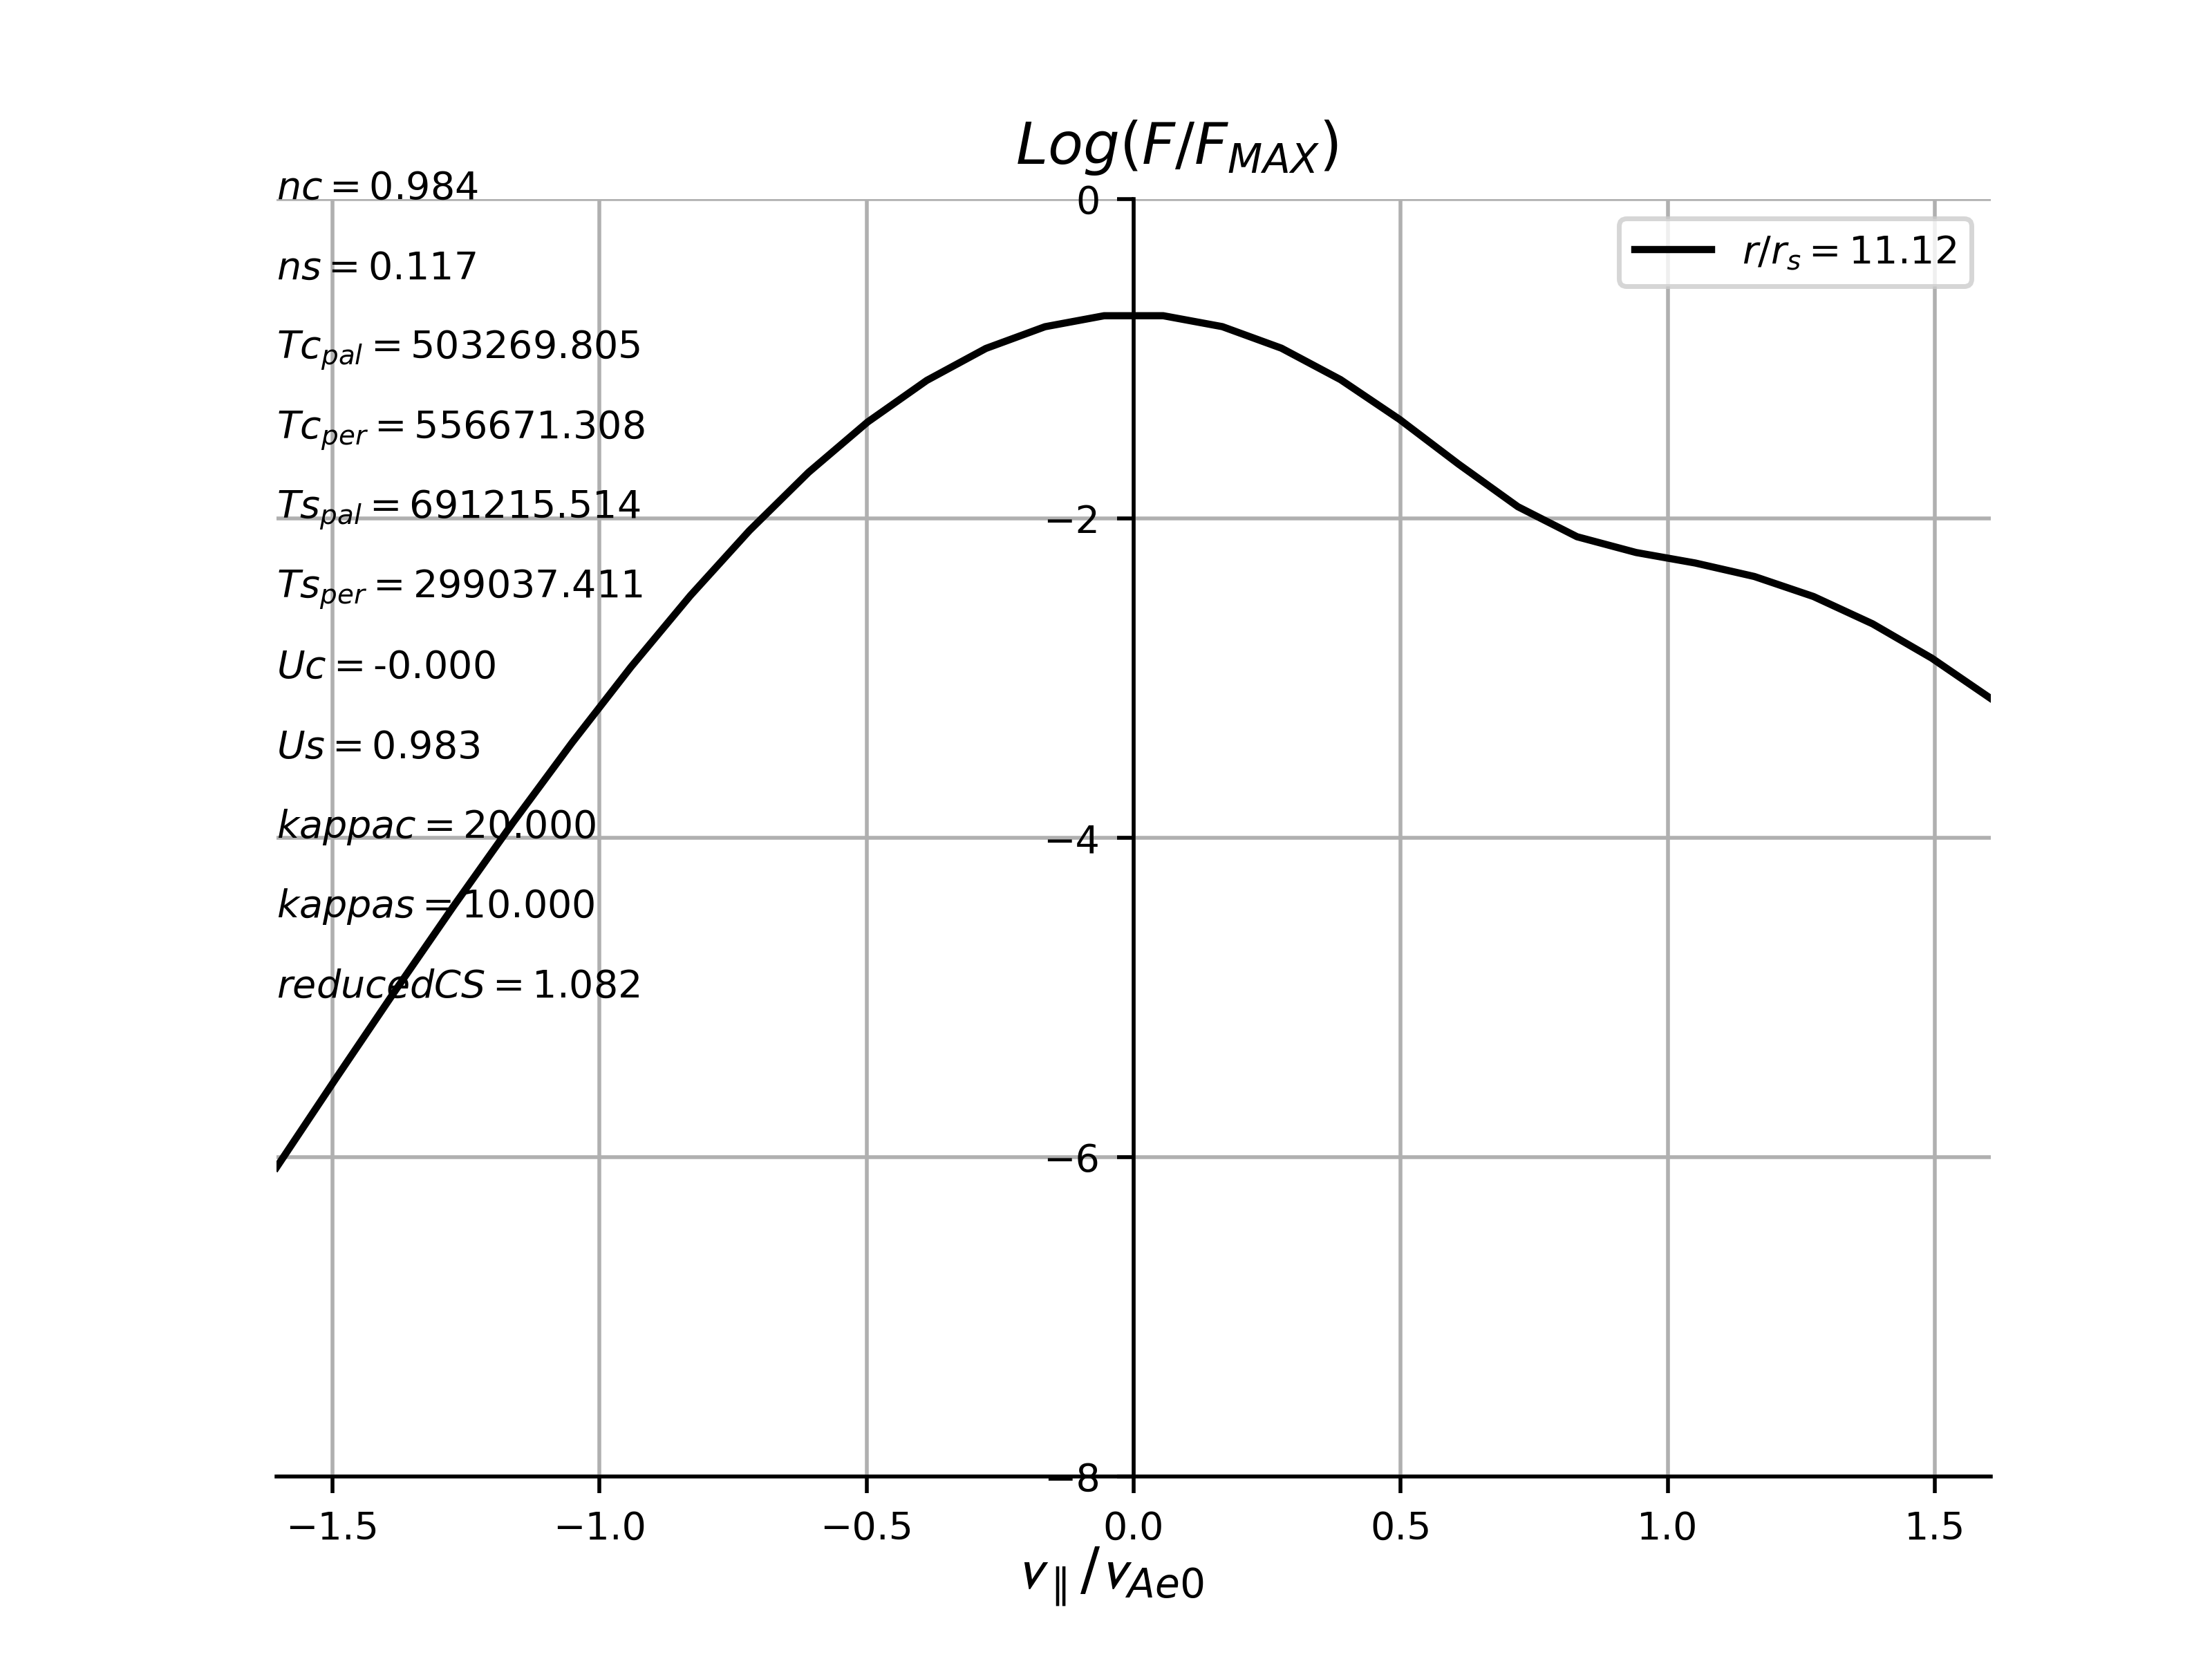 Log(F/F_MAX)
nc = 0.984
ns = 0.117
Tc_pal = 503269.805
Tc_per = 556671.308
Ts_pal = 691215.514
Ts_per = 299037.411
Uc = -0.000
Us = 0.983
kappac = 20.000
kappas = 10.000
reducedCS = 1.082
r/r_s = 11.12
0
−2
−4
−6
−8
−1.5 −1.0 −0.5 0.0 0.5 1.0 1.5
v_∥/v_Ae0